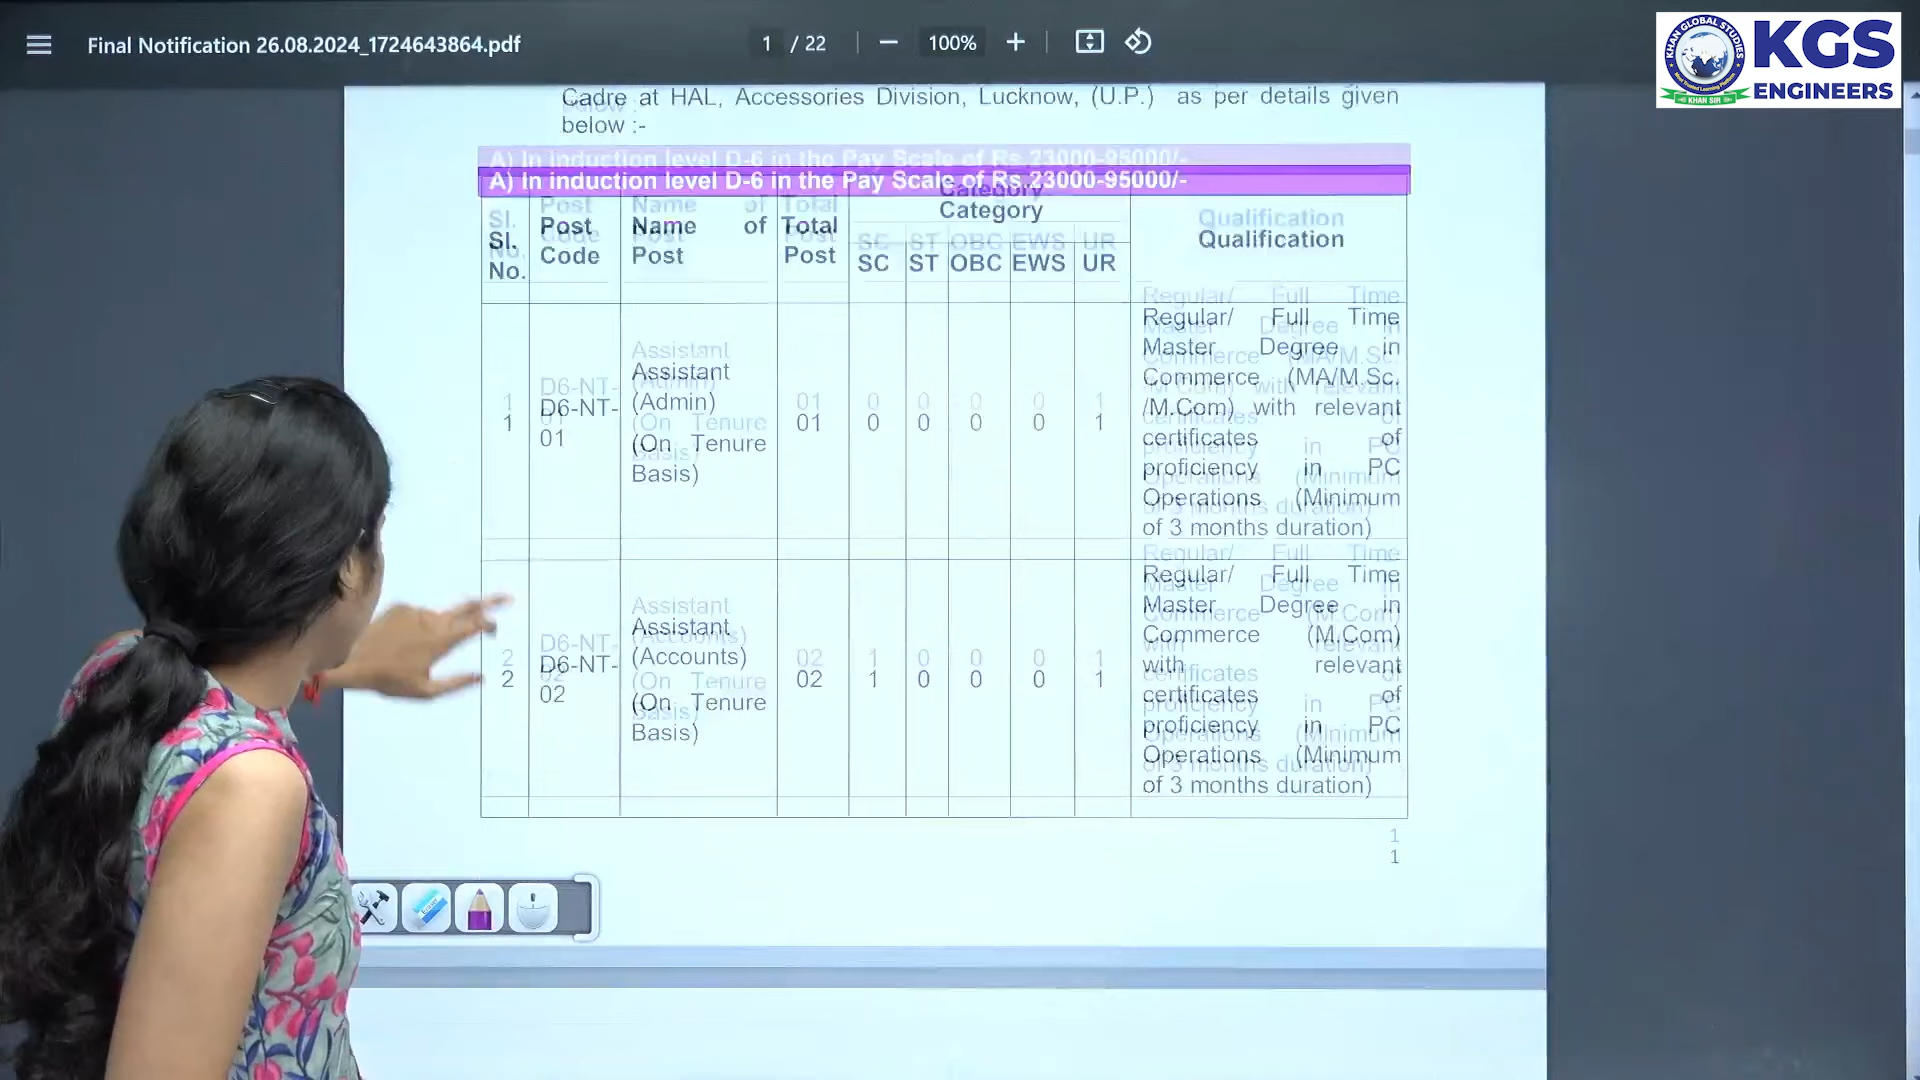 Final Notification 26.08.2024_1724643864.pdf
1 / 22
100%
KHAN GLOBAL STUDIES
KHAN SIR
KGS
ENGINEERS
Cadre at HAL, Accessories Division, Lucknow, (U.P.) as per details given
below :-
A) In induction level D-6 in the Pay Scale of Rs.23000-95000/-
Sl. No.
Post Code
Name of Post
Total Post
Category
SC ST OBC EWS UR
Qualification
1
D6-NT-
01
Assistant
(Admin)
(On Tenure
Basis)
01
0 0 0 0 1
Regular/ Full Time
Master Degree in
Commerce (MA/M.Sc.
/M.Com) with relevant
certificates of
proficiency in PC
Operations (Minimum
of 3 months duration)
2
D6-NT-
02
Assistant
(Accounts)
(On Tenure
Basis)
02
1 0 0 0 1
Regular/ Full Time
Master Degree in
Commerce (M.Com)
with relevant
certificates of
proficiency in PC
Operations (Minimum
of 3 months duration)
1